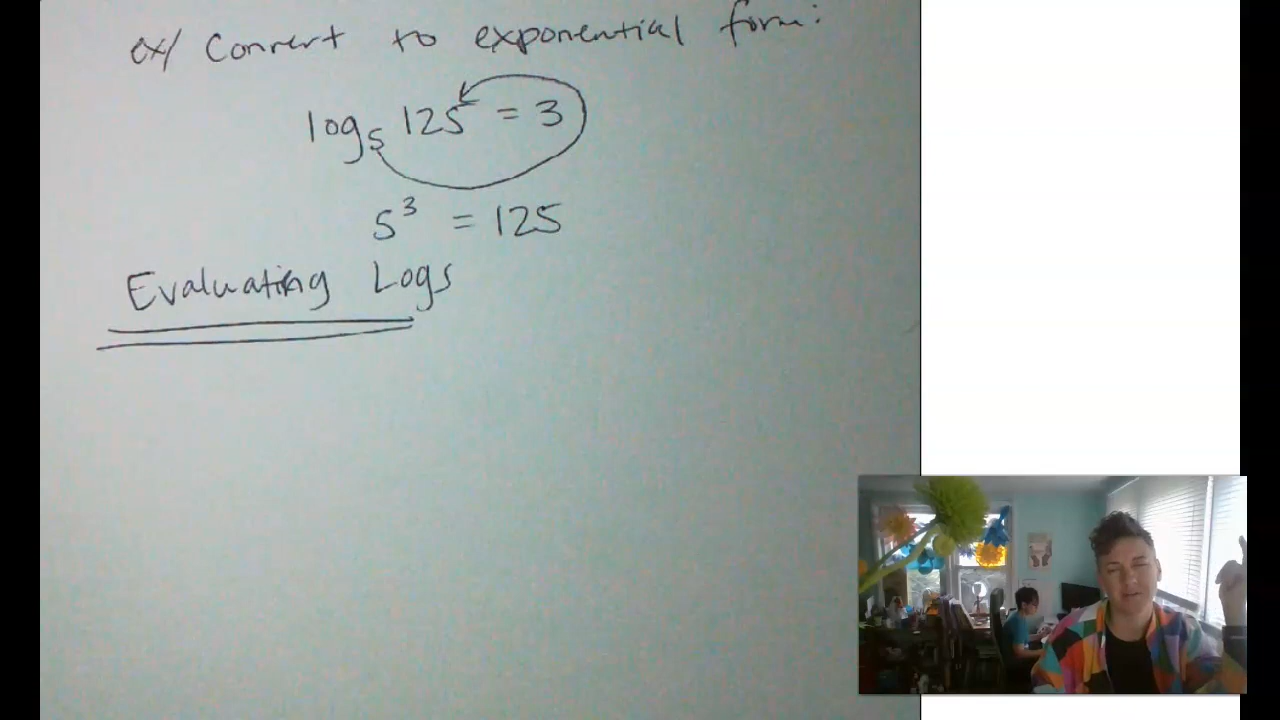 ex/ Convert to exponential form:
log₅ 125 = 3
5³ = 125
Evaluating Logs